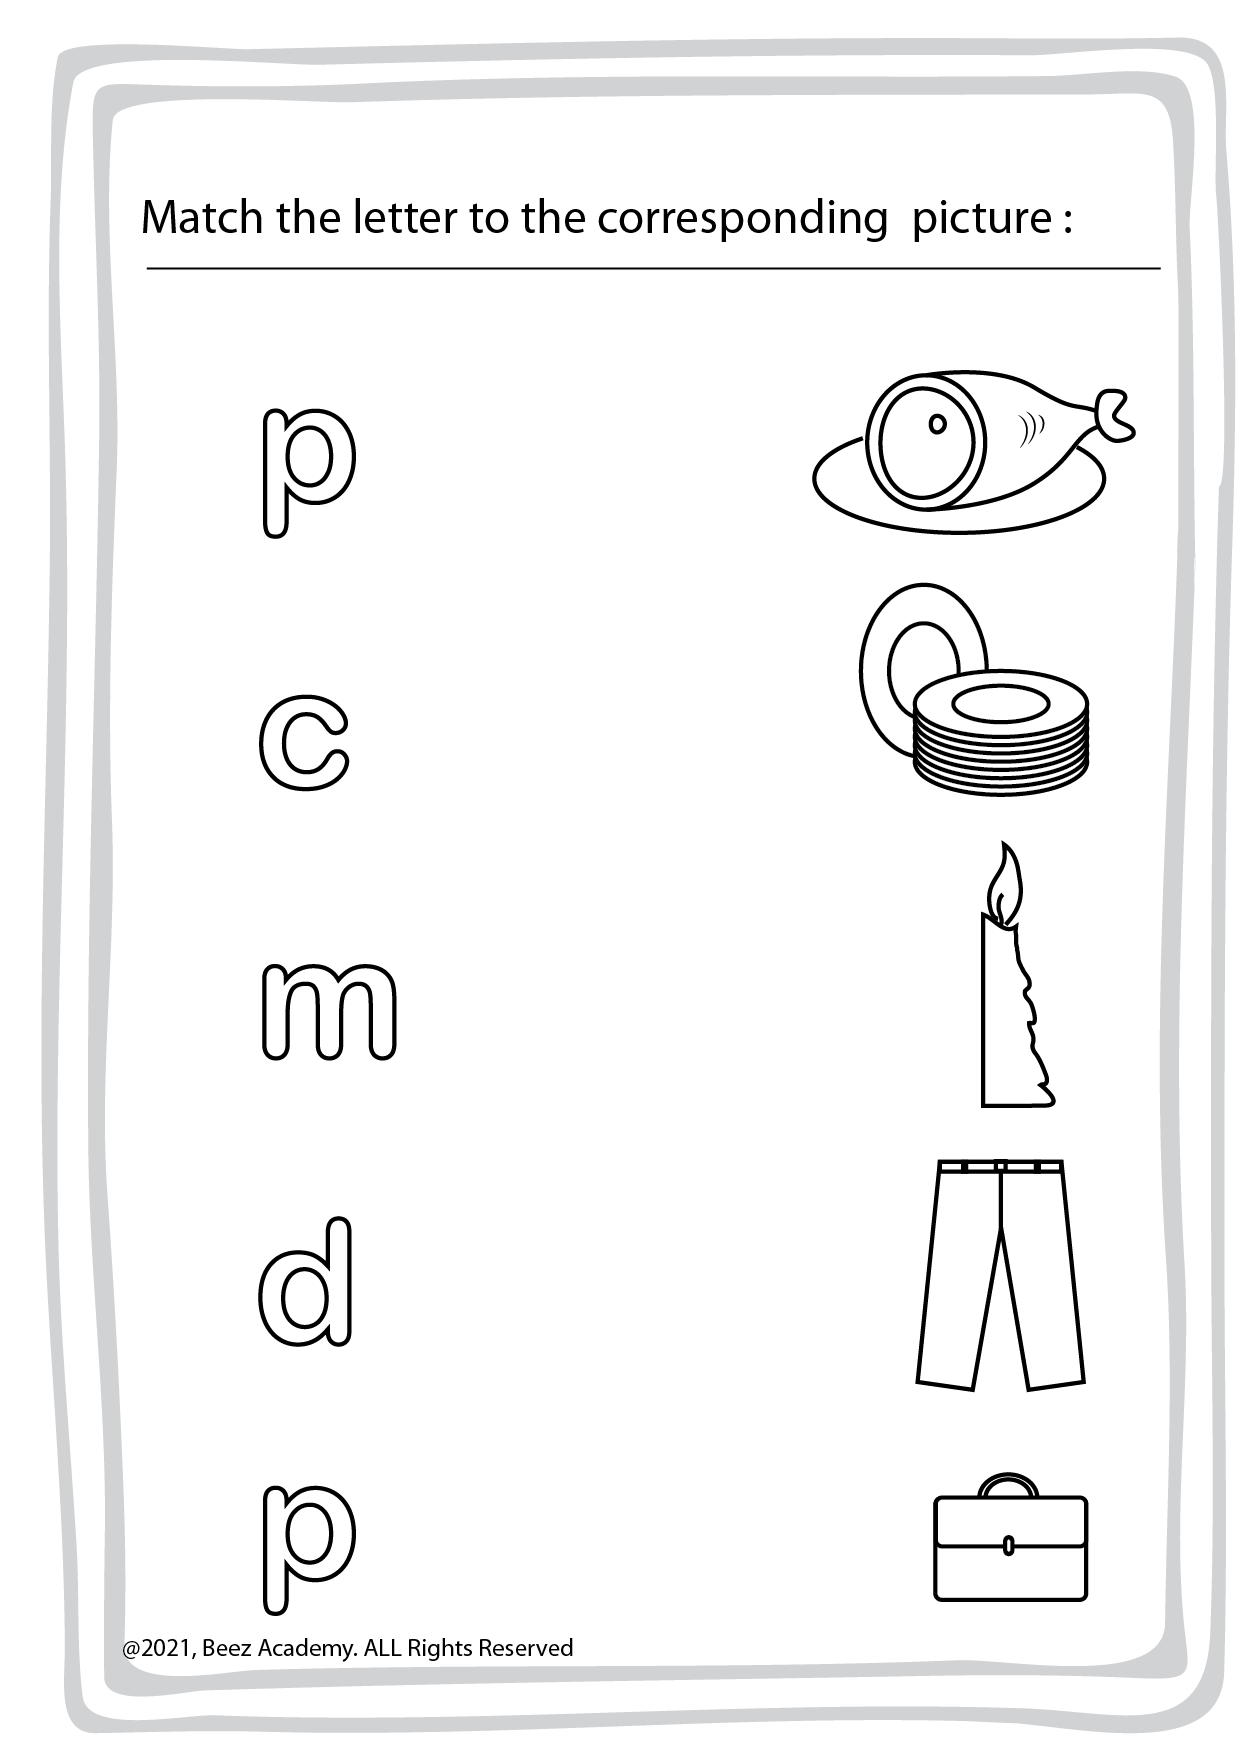 Match the letter to the corresponding  picture :
p
c
m
d
p
@2021, Beez Academy. ALL Rights Reserved